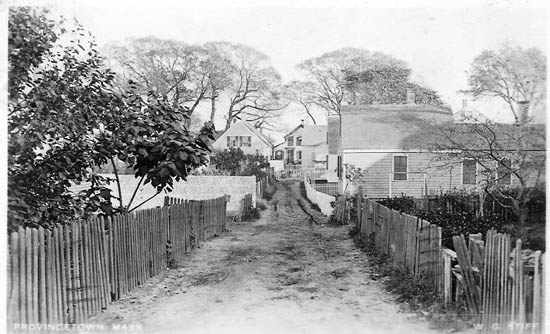 PROVINCETOWN, MASS
W. G. STIFF